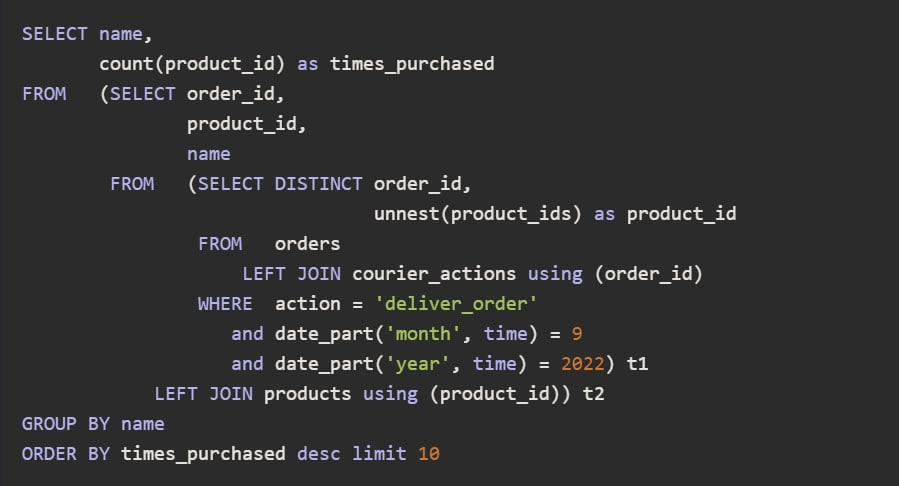 SELECT name,
       count(product_id) as times_purchased
FROM   (SELECT order_id,
               product_id,
               name
        FROM   (SELECT DISTINCT order_id,
                                unnest(product_ids) as product_id
                FROM   orders
                    LEFT JOIN courier_actions using (order_id)
                WHERE  action = 'deliver_order'
                   and date_part('month', time) = 9
                   and date_part('year', time) = 2022) t1
            LEFT JOIN products using (product_id)) t2
GROUP BY name
ORDER BY times_purchased desc limit 10